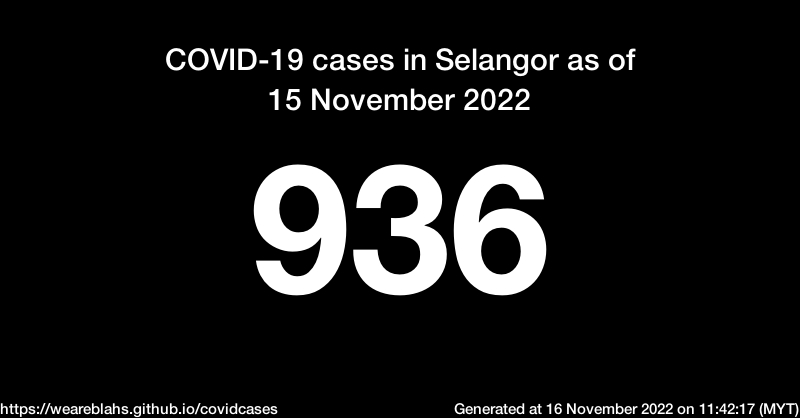 COVID-19 cases in Selangor as of
15 November 2022
936
https://weareblahs.github.io/covidcases
Generated at 16 November 2022 on 11:42:17 (MYT)